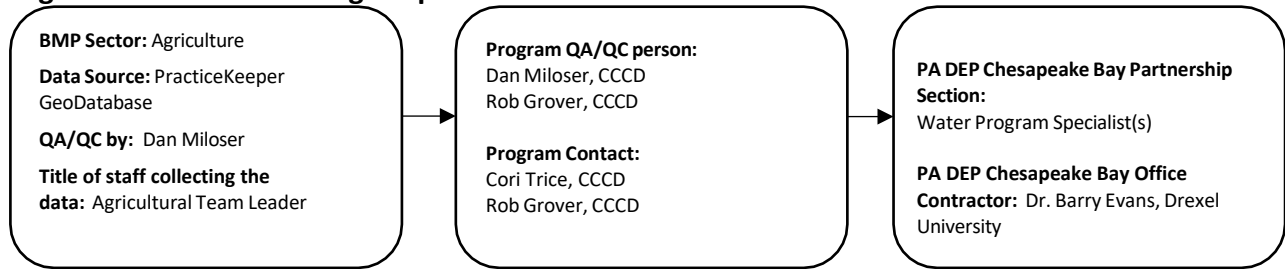 BMP Sector: Agriculture
Data Source: PracticeKeeper
GeoDatabase
QA/QC by: Dan Miloser
Title of staff collecting the
data: Agricultural Team Leader
Program QA/QC person:
Dan Miloser, CCCD
Rob Grover, CCCD
Program Contact:
Cori Trice, CCCD
Rob Grover, CCCD
PA DEP Chesapeake Bay Partnership
Section:
Water Program Specialist(s)
PA DEP Chesapeake Bay Office
Contractor: Dr. Barry Evans, Drexel
University